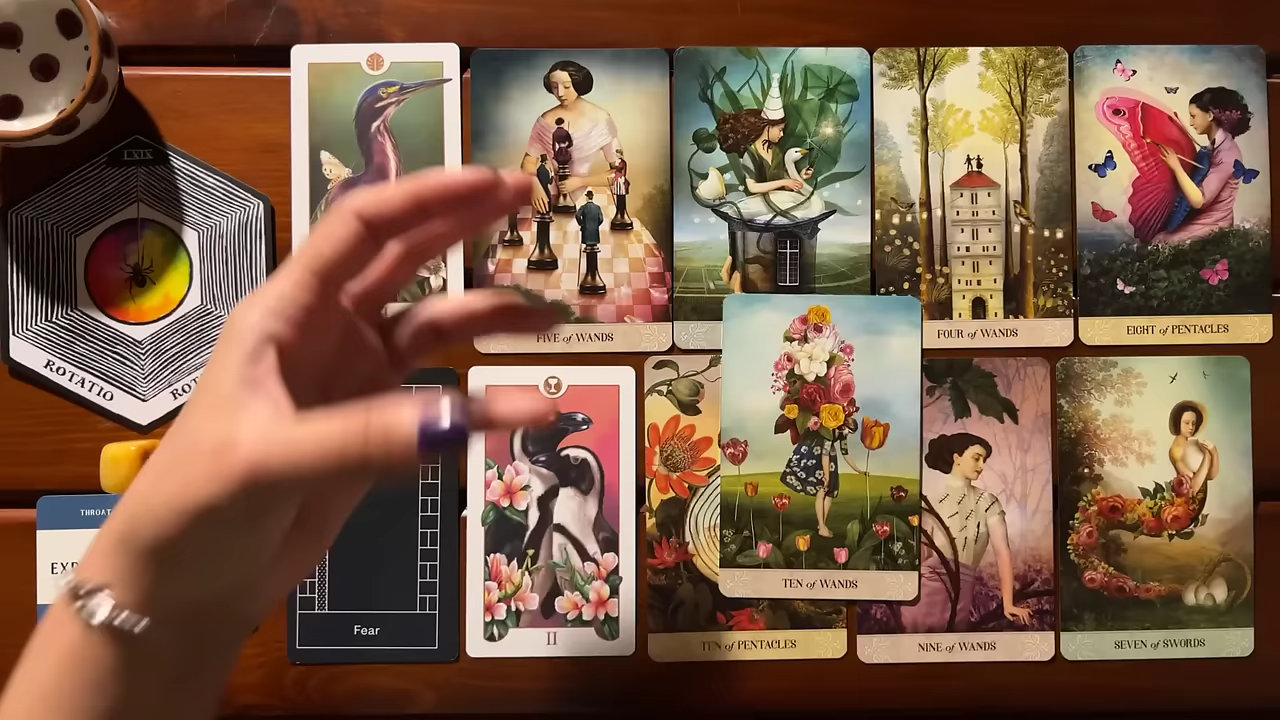 LXIX
ROTATIO
FIVE of WANDS
FOUR of WANDS
EIGHT of PENTACLES
THROAT
Fear
II
TEN of WANDS
TEN of PENTACLES
NINE of WANDS
SEVEN of SWORDS